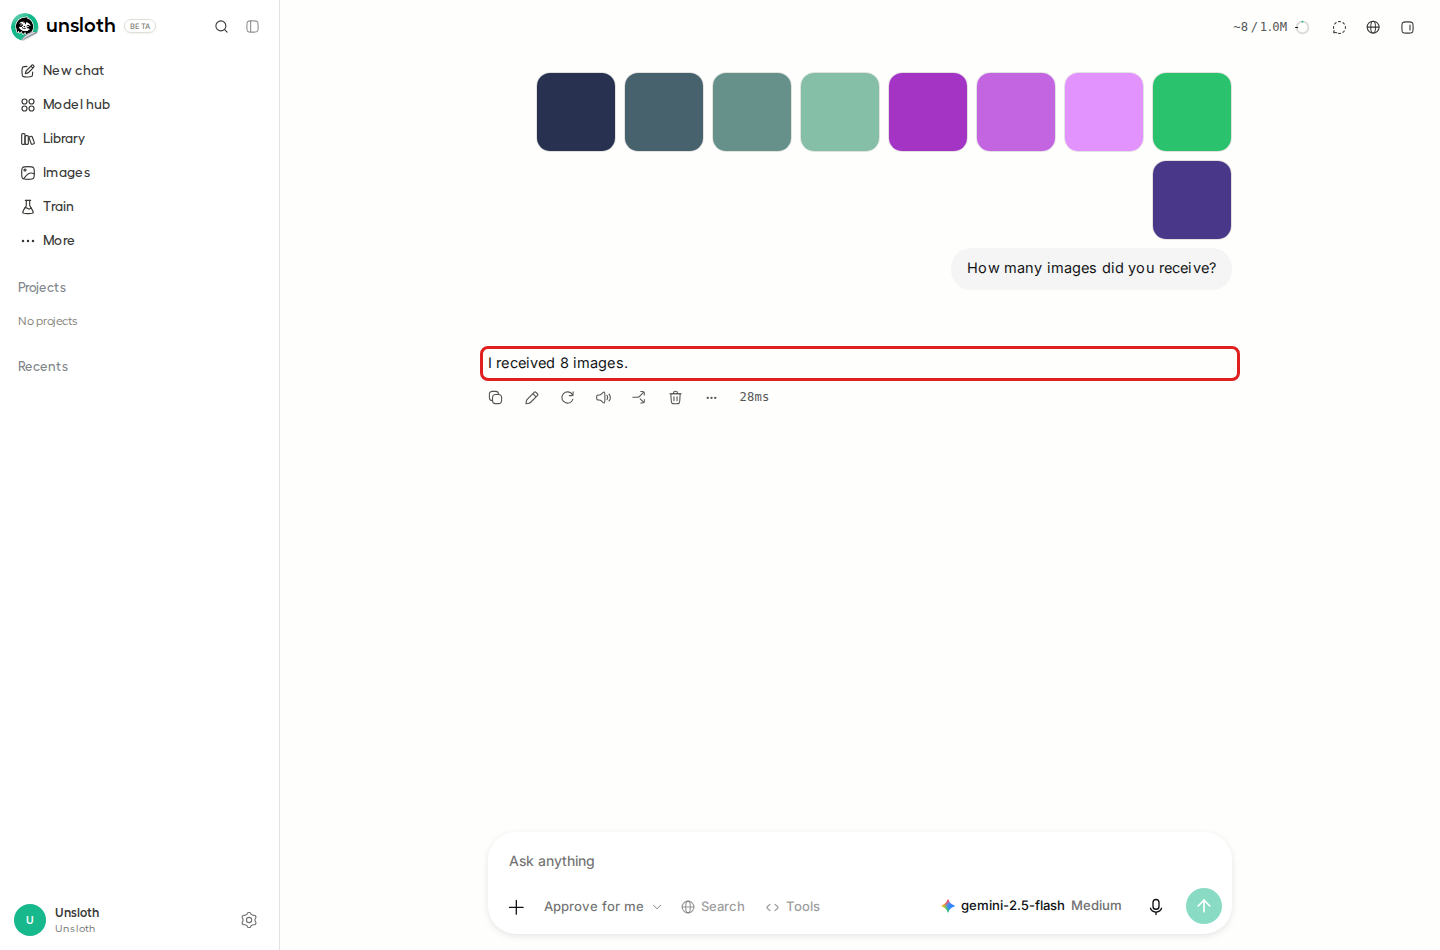 unsloth BETA
~8 / 1.0M
New chat
Model hub
Library
Images
Train
More
Projects
No projects
Recents
How many images did you receive?
I received 8 images.
28ms
Ask anything
Approve for me
Search
Tools
gemini-2.5-flash Medium
U
Unsloth
Unsloth